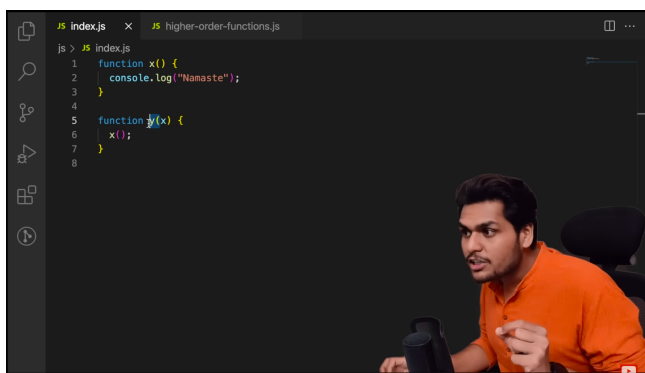 JS index.js × JS higher-order-functions.js
js > JS index.js
1 function x() {
2 console.log("Namaste");
3 }
4
5 function y(x) {
6 x();
7 }
8